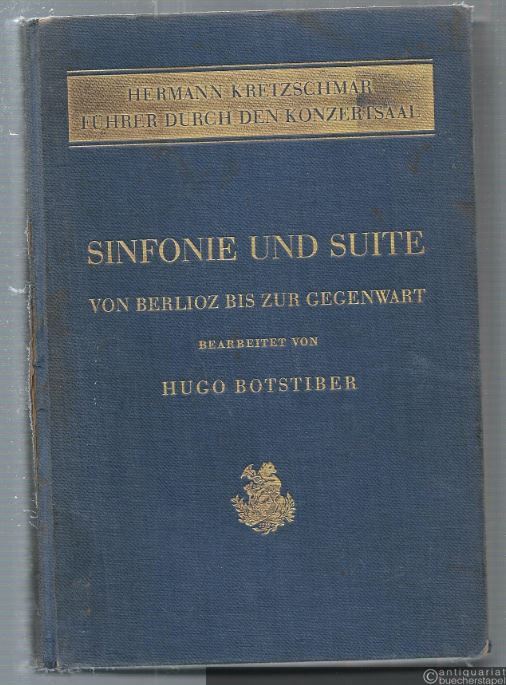 HERMANN KRETZSCHMAR
FÜHRER DURCH DEN KONZERTSAAL
SINFONIE UND SUITE
VON BERLIOZ BIS ZUR GEGENWART
BEARBEITET VON
HUGO BOTSTIBER
©antiquariat
buecherstapel